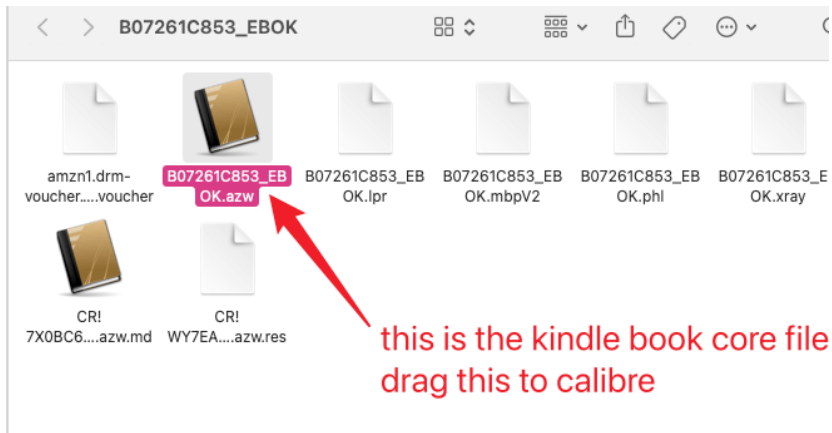 B07261C853_EBOK
amzn1.drm-
voucher.....voucher
B07261C853_EB
OK.azw
B07261C853_EB
OK.lpr
B07261C853_EB
OK.mbpV2
B07261C853_EB
OK.phl
B07261C853_E
OK.xray
CR!
7X0BC6....azw.md
CR!
WY7EA....azw.res
this is the kindle book core file
drag this to calibre